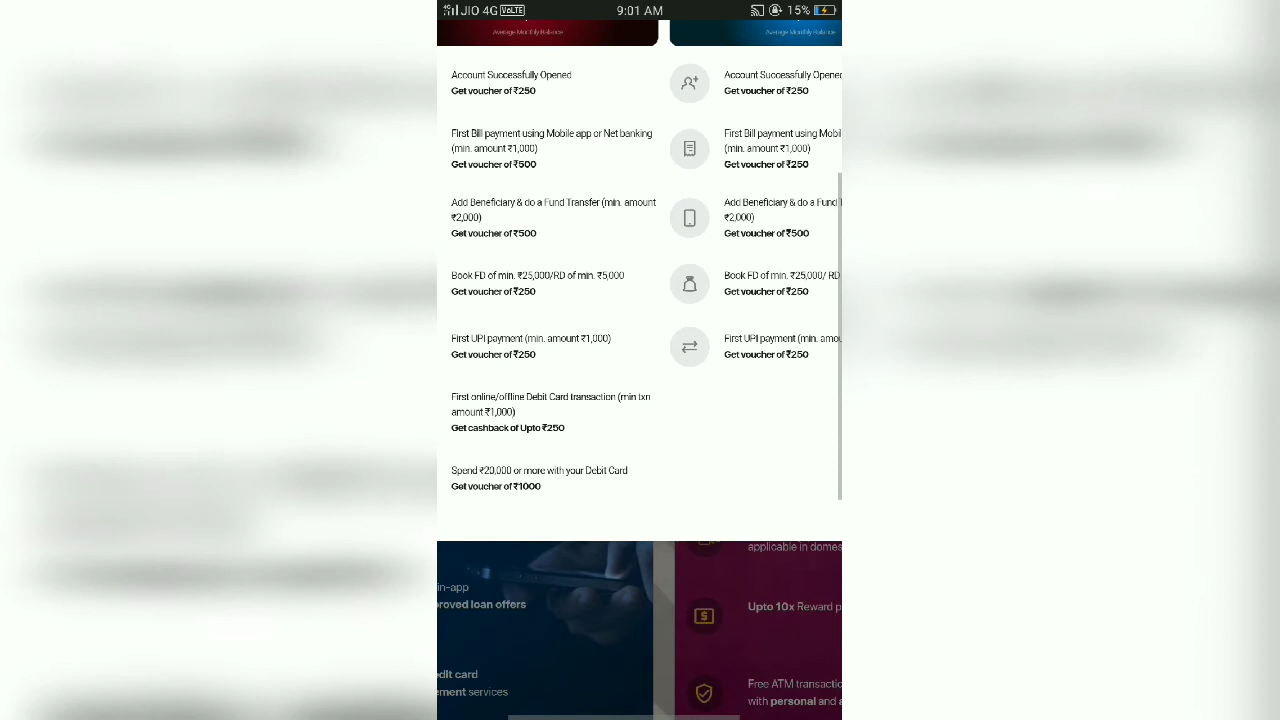 JIO 4G VoLTE
9:01 AM
15%
Average Monthly Balance
Account Successfully Opened
Get voucher of ₹250
First Bill payment using Mobile app or Net banking
(min. amount ₹1,000)
Get voucher of ₹500
Add Beneficiary & do a Fund Transfer (min. amount
₹2,000)
Get voucher of ₹500
Book FD of min. ₹25,000/RD of min. ₹5,000
Get voucher of ₹250
First UPI payment (min. amount ₹1,000)
Get voucher of ₹250
First online/offline Debit Card transaction (min txn
amount ₹1,000)
Get cashback of Upto ₹250
Spend ₹20,000 or more with your Debit Card
Get voucher of ₹1000
Average Monthly Balance
Account Successfully Opened
Get voucher of ₹250
First Bill payment using Mobil
(min. amount ₹1,000)
Get voucher of ₹250
Add Beneficiary & do a Fund
₹2,000)
Get voucher of ₹500
Book FD of min. ₹25,000/ RD
Get voucher of ₹250
First UPI payment (min. amou
Get voucher of ₹250
in-app
proved loan offers
edit card
ement services
applicable in domes
Upto 10x Reward p
Free ATM transactio
with personal and a